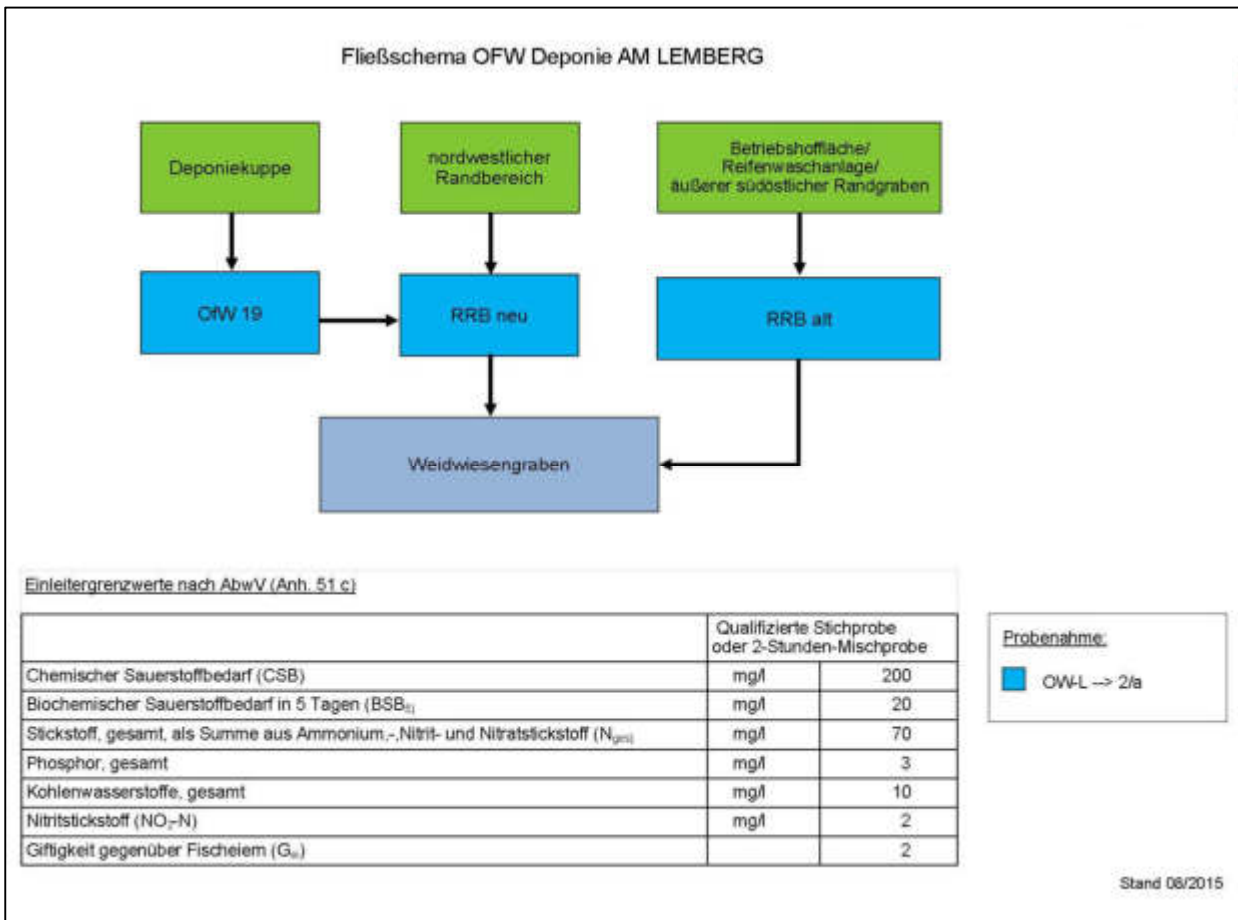 Fließschema OFW Deponie AM LEMBERG
Deponiekuppe
nordwestlicher
Randbereich
Betriebshoffläche/
Reifenwaschanlage/
äußerer südöstlicher Randgraben
OfW 19
RRB neu
RRB alt
Weidwiesengraben
Einleitergrenzwerte nach AbwV (Anh. 51 c)
Qualifizierte Stichprobe
oder 2-Stunden-Mischprobe
Chemischer Sauerstoffbedarf (CSB) mg/l 200
Biochemischer Sauerstoffbedarf in 5 Tagen (BSB5) mg/l 20
Stickstoff, gesamt, als Summe aus Ammonium,-,Nitrit- und Nitratstickstoff (Nges) mg/l 70
Phosphor, gesamt mg/l 3
Kohlenwasserstoffe, gesamt mg/l 10
Nitritstickstoff (NO2-N) mg/l 2
Giftigkeit gegenüber Fischeiern 2
Probenahme:
OW-L --> 2/a
Stand 08/2015